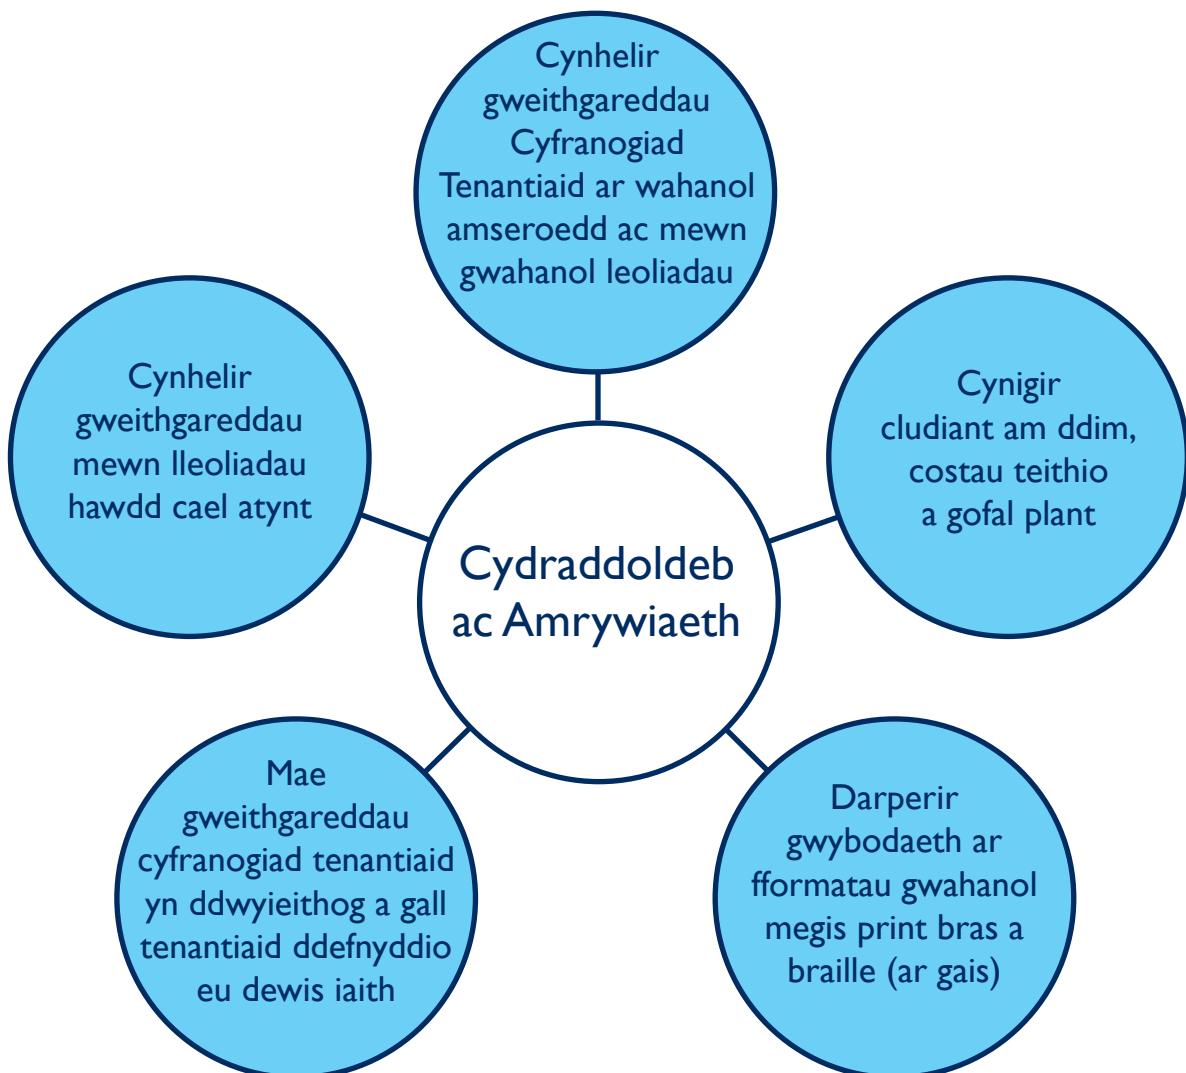 Cynhelir
gweithgareddau
Cyfranogiad
Tenantiaid ar wahanol
amseroedd ac mewn
gwahanol leoliadau
Cynhelir
gweithgareddau
mewn lleoliadau
hawdd cael atynt
Cynigir
cludiant am ddim,
costau teithio
a gofal plant
Cydraddoldeb
ac Amrywiaeth
Mae
gweithgareddau
cyfranogiad tenantiaid
yn ddwyieithog a gall
tenantiaid ddefnyddio
eu dewis iaith
Darperir
gwybodaeth ar
fformatau gwahanol
megis print bras a
braille (ar gais)